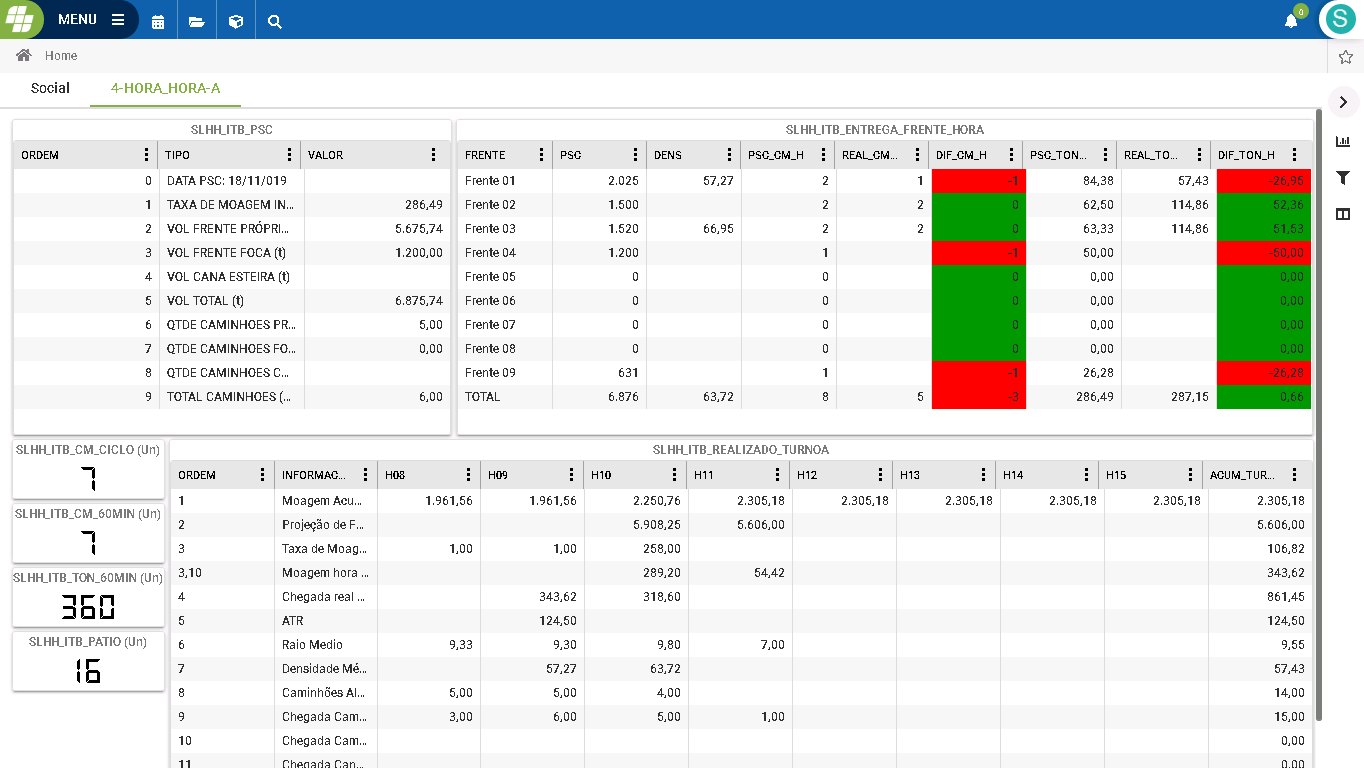 MENU
0
S
Home
Social 4-HORA_HORA-A
SLHH_ITB_PSC
ORDEM TIPO VALOR
0 DATA PSC: 18/11/019
1 TAXA DE MOAGEM IN... 286,49
2 VOL FRENTE PRÓPRI... 5.675,74
3 VOL FRENTE FOCA (t) 1.200,00
4 VOL CANA ESTEIRA (t)
5 VOL TOTAL (t) 6.875,74
6 QTDE CAMINHOES PR... 5,00
7 QTDE CAMINHOES FO... 0,00
8 QTDE CAMINHOES C...
9 TOTAL CAMINHOES (... 6,00
SLHH_ITB_ENTREGA_FRENTE_HORA
FRENTE PSC DENS PSC_CM_H REAL_CM... DIF_CM_H PSC_TON... REAL_TO... DIF_TON_H
Frente 01 2.025 57,27 2 1 -1 84,38 57,43 -26,95
Frente 02 1.500 2 2 0 62,50 114,86 52,36
Frente 03 1.520 66,95 2 2 0 63,33 114,86 51,53
Frente 04 1.200 1 -1 50,00 -50,00
Frente 05 0 0 0 0,00 0,00
Frente 06 0 0 0 0,00 0,00
Frente 07 0 0 0 0,00 0,00
Frente 08 0 0 0 0,00 0,00
Frente 09 631 1 -1 26,28 -26,28
TOTAL 6.876 63,72 8 5 -3 286,49 287,15 0,66
SLHH_ITB_CM_CICLO (Un)
7
SLHH_ITB_CM_60MIN (Un)
7
SLHH_ITB_TON_60MIN (Un)
360
SLHH_ITB_PATIO (Un)
16
SLHH_ITB_REALIZADO_TURNOA
ORDEM INFORMAC... H08 H09 H10 H11 H12 H13 H14 H15 ACUM_TUR...
1 Moagem Acu... 1.961,56 1.961,56 2.250,76 2.305,18 2.305,18 2.305,18 2.305,18 2.305,18 2.305,18
2 Projeção de F... 5.908,25 5.606,00 5.606,00
3 Taxa de Moag... 1,00 1,00 258,00 106,82
3,10 Moagem hora ... 289,20 54,42 343,62
4 Chegada real ... 343,62 318,60 861,45
5 ATR 124,50 124,50
6 Raio Medio 9,33 9,30 9,80 7,00 9,55
7 Densidade Mé... 57,27 63,72 57,43
8 Caminhões Al... 5,00 5,00 4,00 14,00
9 Chegada Cam... 3,00 6,00 5,00 1,00 15,00
10 Chegada Cam... 0,00
11 Chegada Cam... 0,00